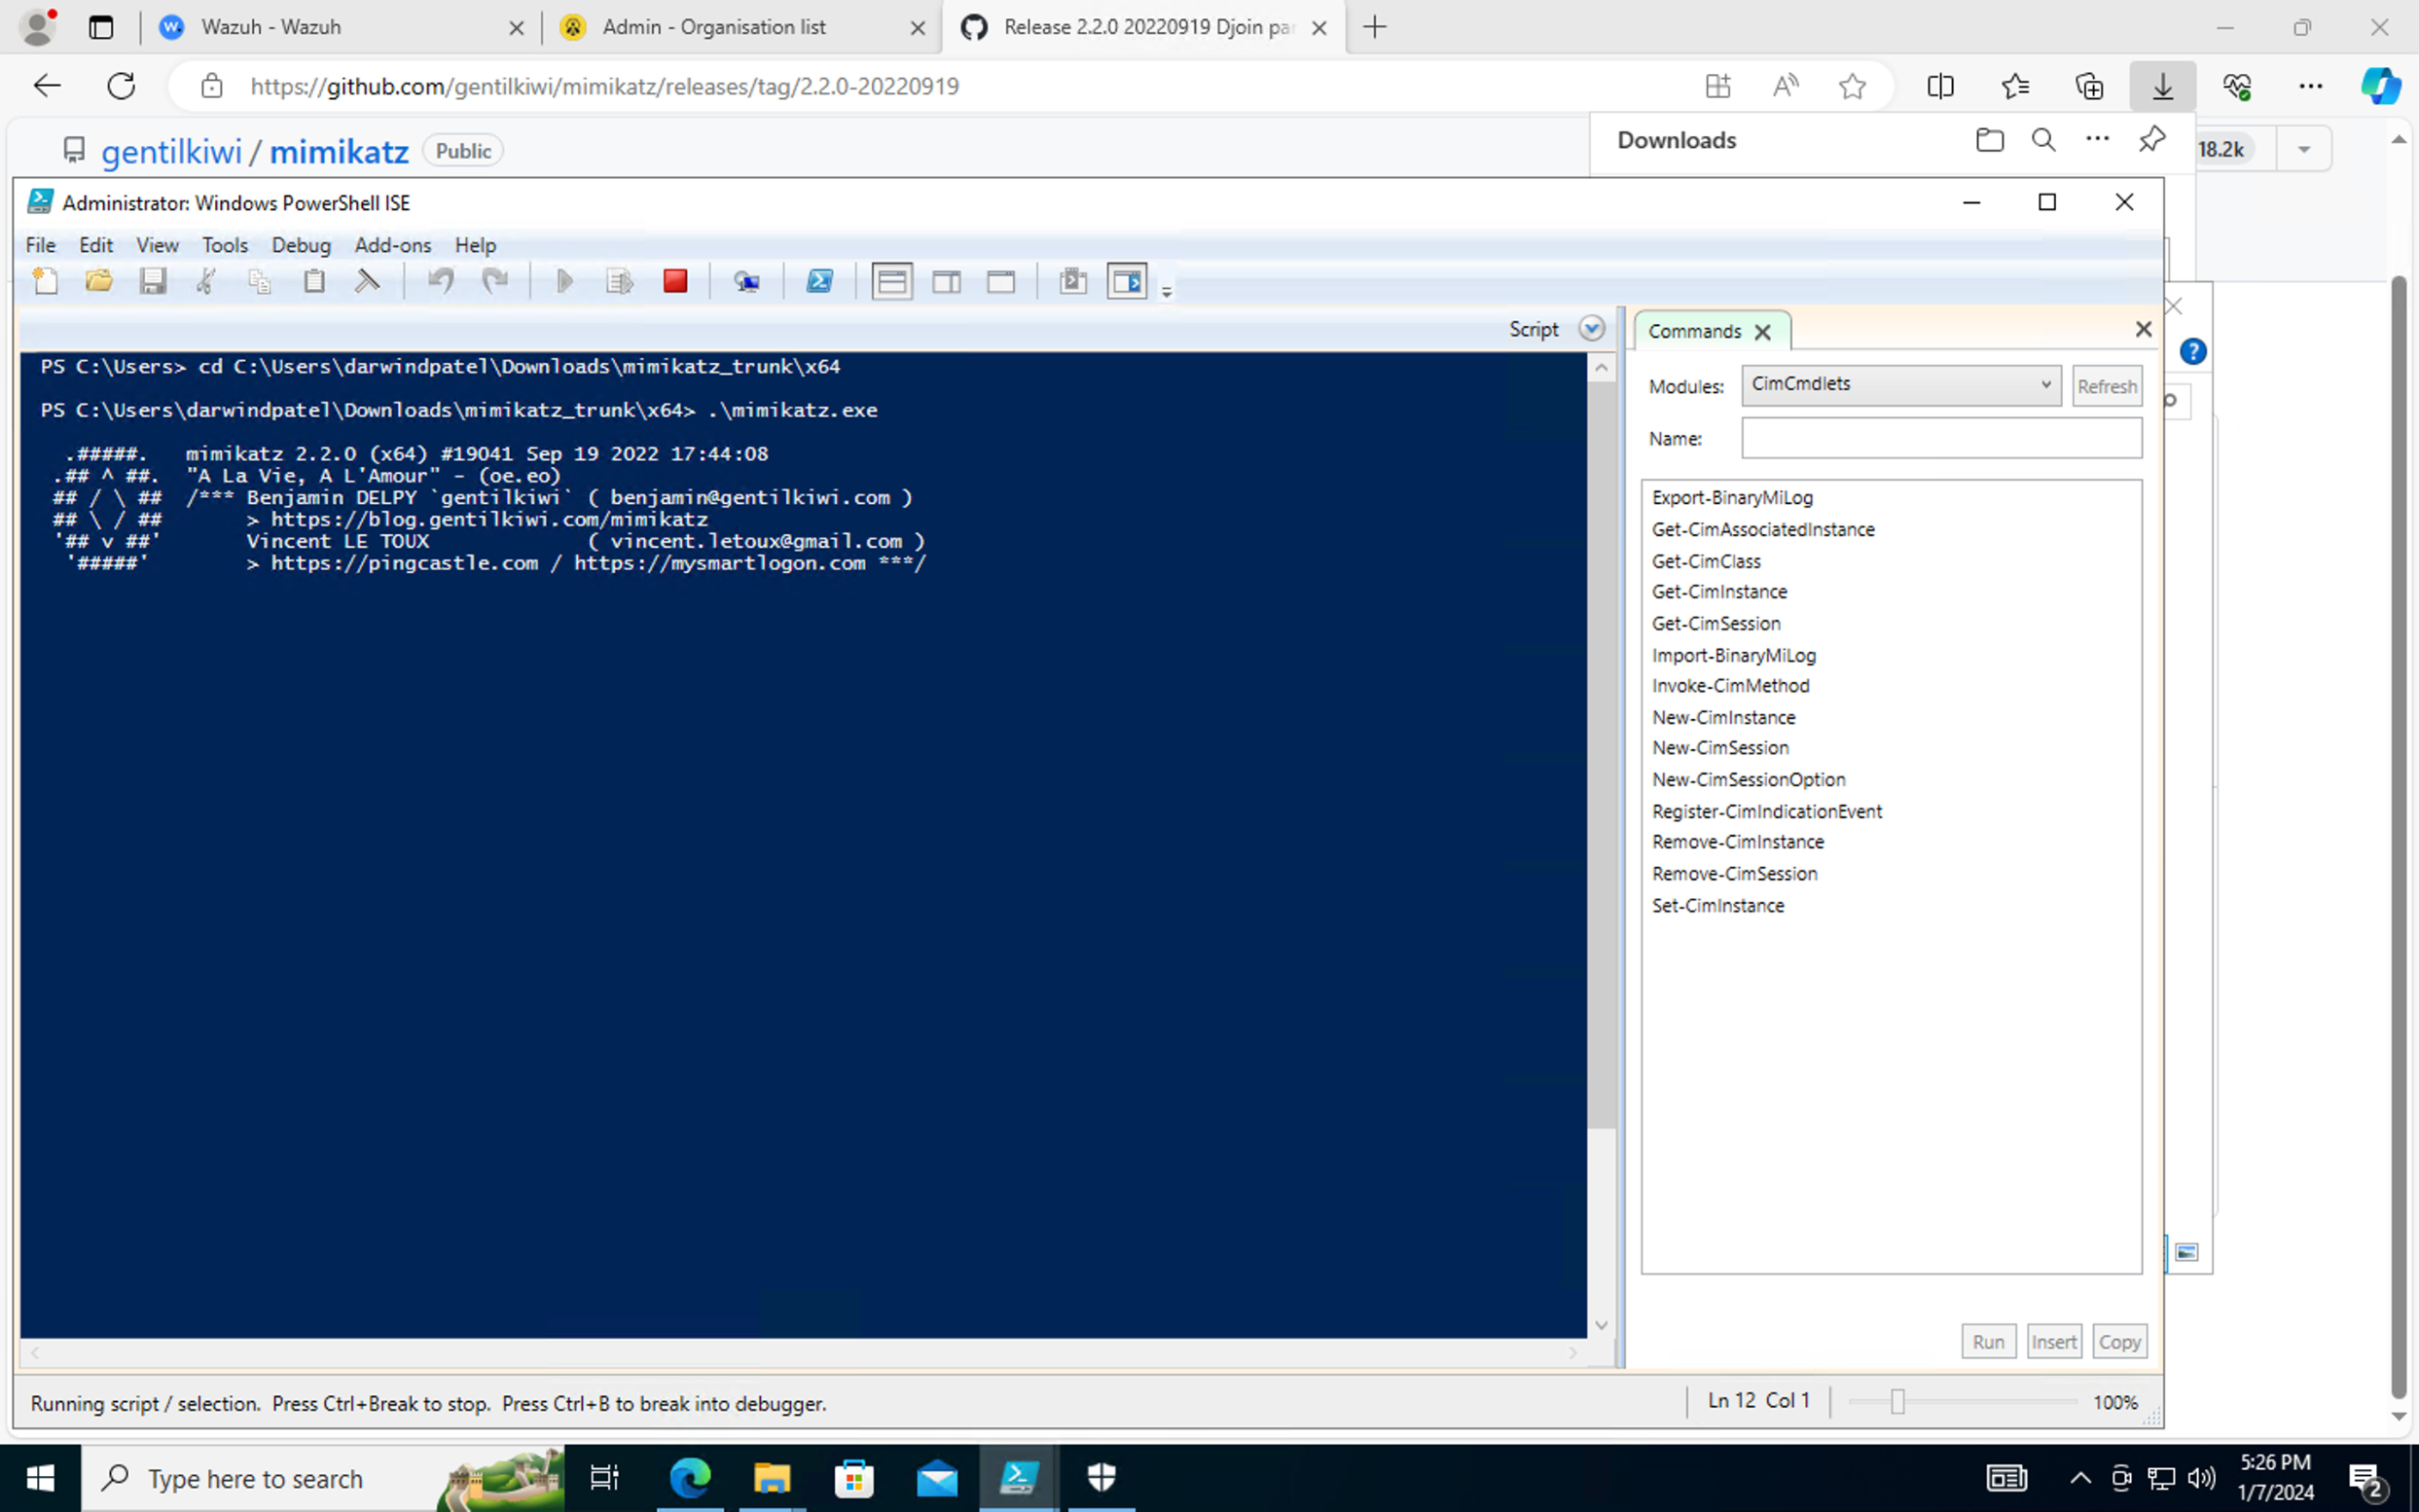 Wazuh - Wazuh
Admin - Organisation list
Release 2.2.0 20220919 Djoin par
https://github.com/gentilkiwi/mimikatz/releases/tag/2.2.0-20220919
gentilkiwi / mimikatz Public
Downloads
18.2k
Administrator: Windows PowerShell ISE
File Edit View Tools Debug Add-ons Help
Script
Commands
PS C:\Users> cd C:\Users\darwindpatel\Downloads\mimikatz_trunk\x64
PS C:\Users\darwindpatel\Downloads\mimikatz_trunk\x64> .\mimikatz.exe
.#####. mimikatz 2.2.0 (x64) #19041 Sep 19 2022 17:44:08
.## ^ ##. "A La Vie, A L'Amour" - (oe.eo)
## / \ ## /*** Benjamin DELPY `gentilkiwi` ( benjamin@gentilkiwi.com )
## \ / ## > https://blog.gentilkiwi.com/mimikatz
'## v ##' Vincent LE TOUX ( vincent.letoux@gmail.com )
'#####' > https://pingcastle.com / https://mysmartlogon.com ***/
Modules: CimCmdlets Refresh
Name:
Export-BinaryMiLog
Get-CimAssociatedInstance
Get-CimClass
Get-CimInstance
Get-CimSession
Import-BinaryMiLog
Invoke-CimMethod
New-CimInstance
New-CimSession
New-CimSessionOption
Register-CimIndicationEvent
Remove-CimInstance
Remove-CimSession
Set-CimInstance
Run Insert Copy
Running script / selection. Press Ctrl+Break to stop. Press Ctrl+B to break into debugger.
Ln 12 Col 1
100%
Type here to search
5:26 PM
1/7/2024
2